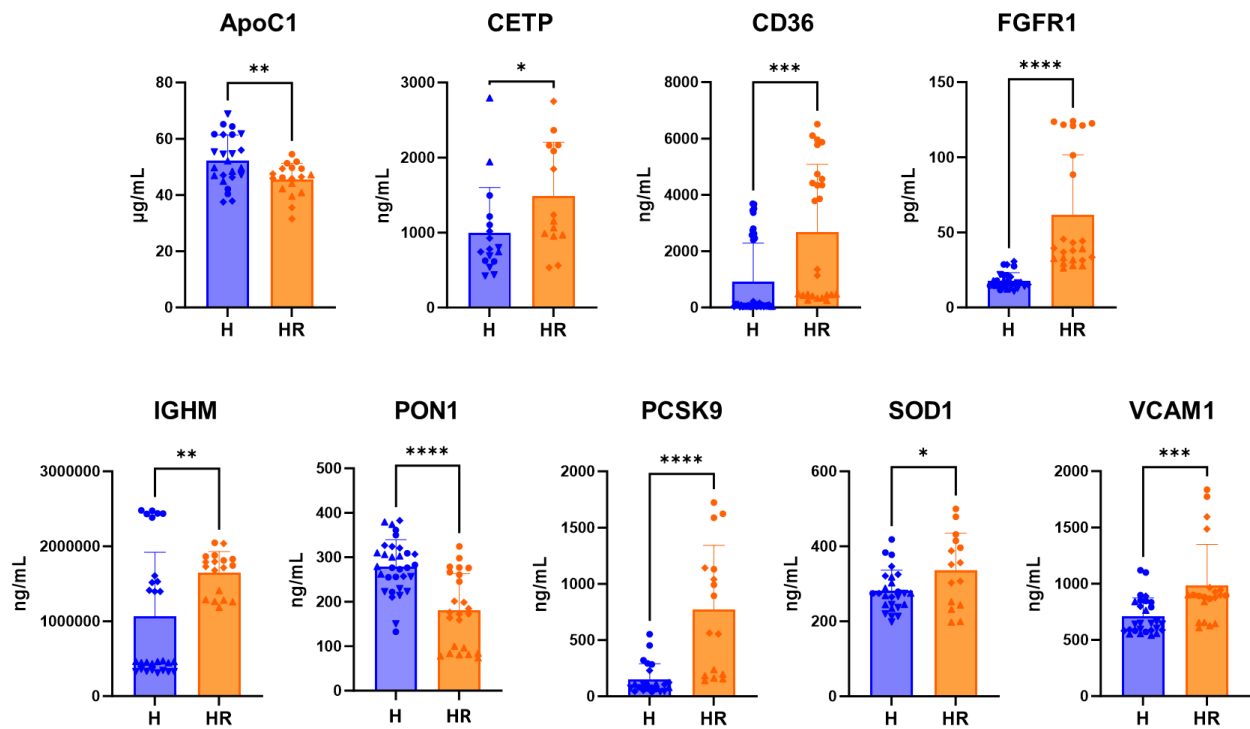 ApoC1
CETP
CD36
FGFR1
**
*
***
****
µg/mL
80
60
40
20
0
H
HR
ng/mL
3000
2000
1000
0
H
HR
ng/mL
8000
6000
4000
2000
0
H
HR
pg/mL
150
100
50
0
H
HR
IGHM
PON1
PCSK9
SOD1
VCAM1
**
****
****
*
***
ng/mL
3000000
2000000
1000000
0
H
HR
ng/mL
500
400
300
200
100
0
H
HR
ng/mL
2000
1500
1000
500
0
H
HR
ng/mL
600
400
200
0
H
HR
ng/mL
2000
1500
1000
500
0
H
HR